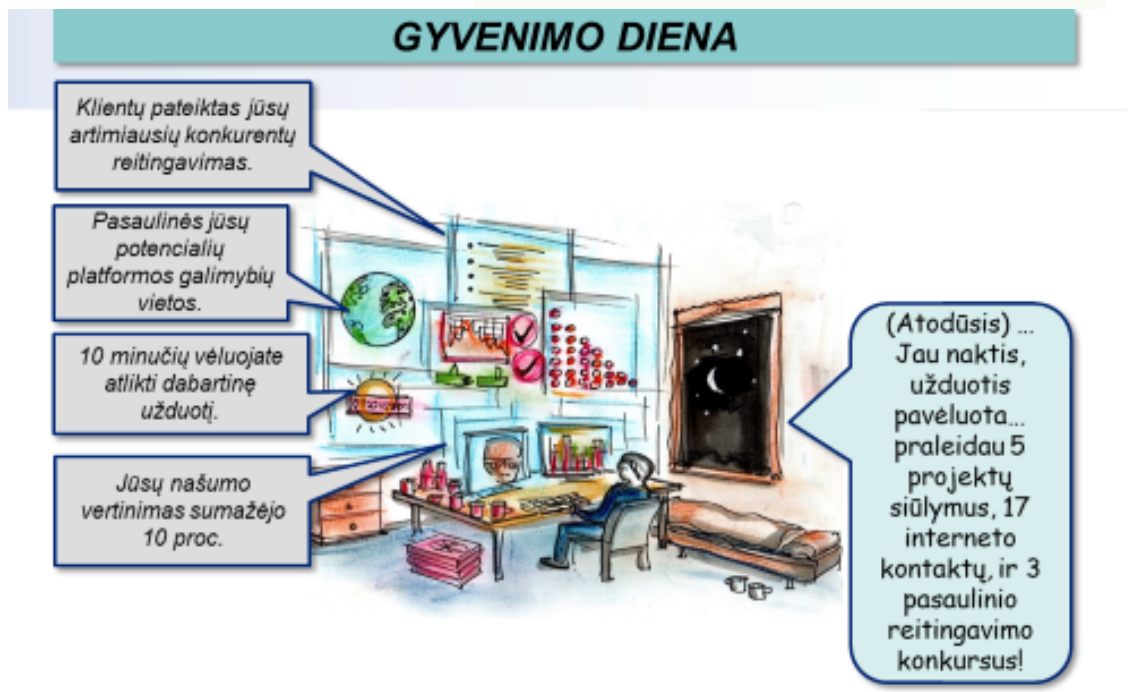 GYVENIMO DIENA
Klientų pateiktas jūsų
artimiausių konkurentų
reitingavimas.
Pasaulinės jūsų
potencialių
platformos galimybių
vietos.
10 minučių vėluojate
atlikti dabartinę
užduotį.
Jūsų našumo
vertinimas sumažėjo
10 proc.
(Atodūsis) ...
Jau naktis,
užduotis
pavėluota...
praleidau 5
projektų
siūlymus, 17
interneto
kontaktų, ir 3
pasaulinio
reitingavimo
konkursus!